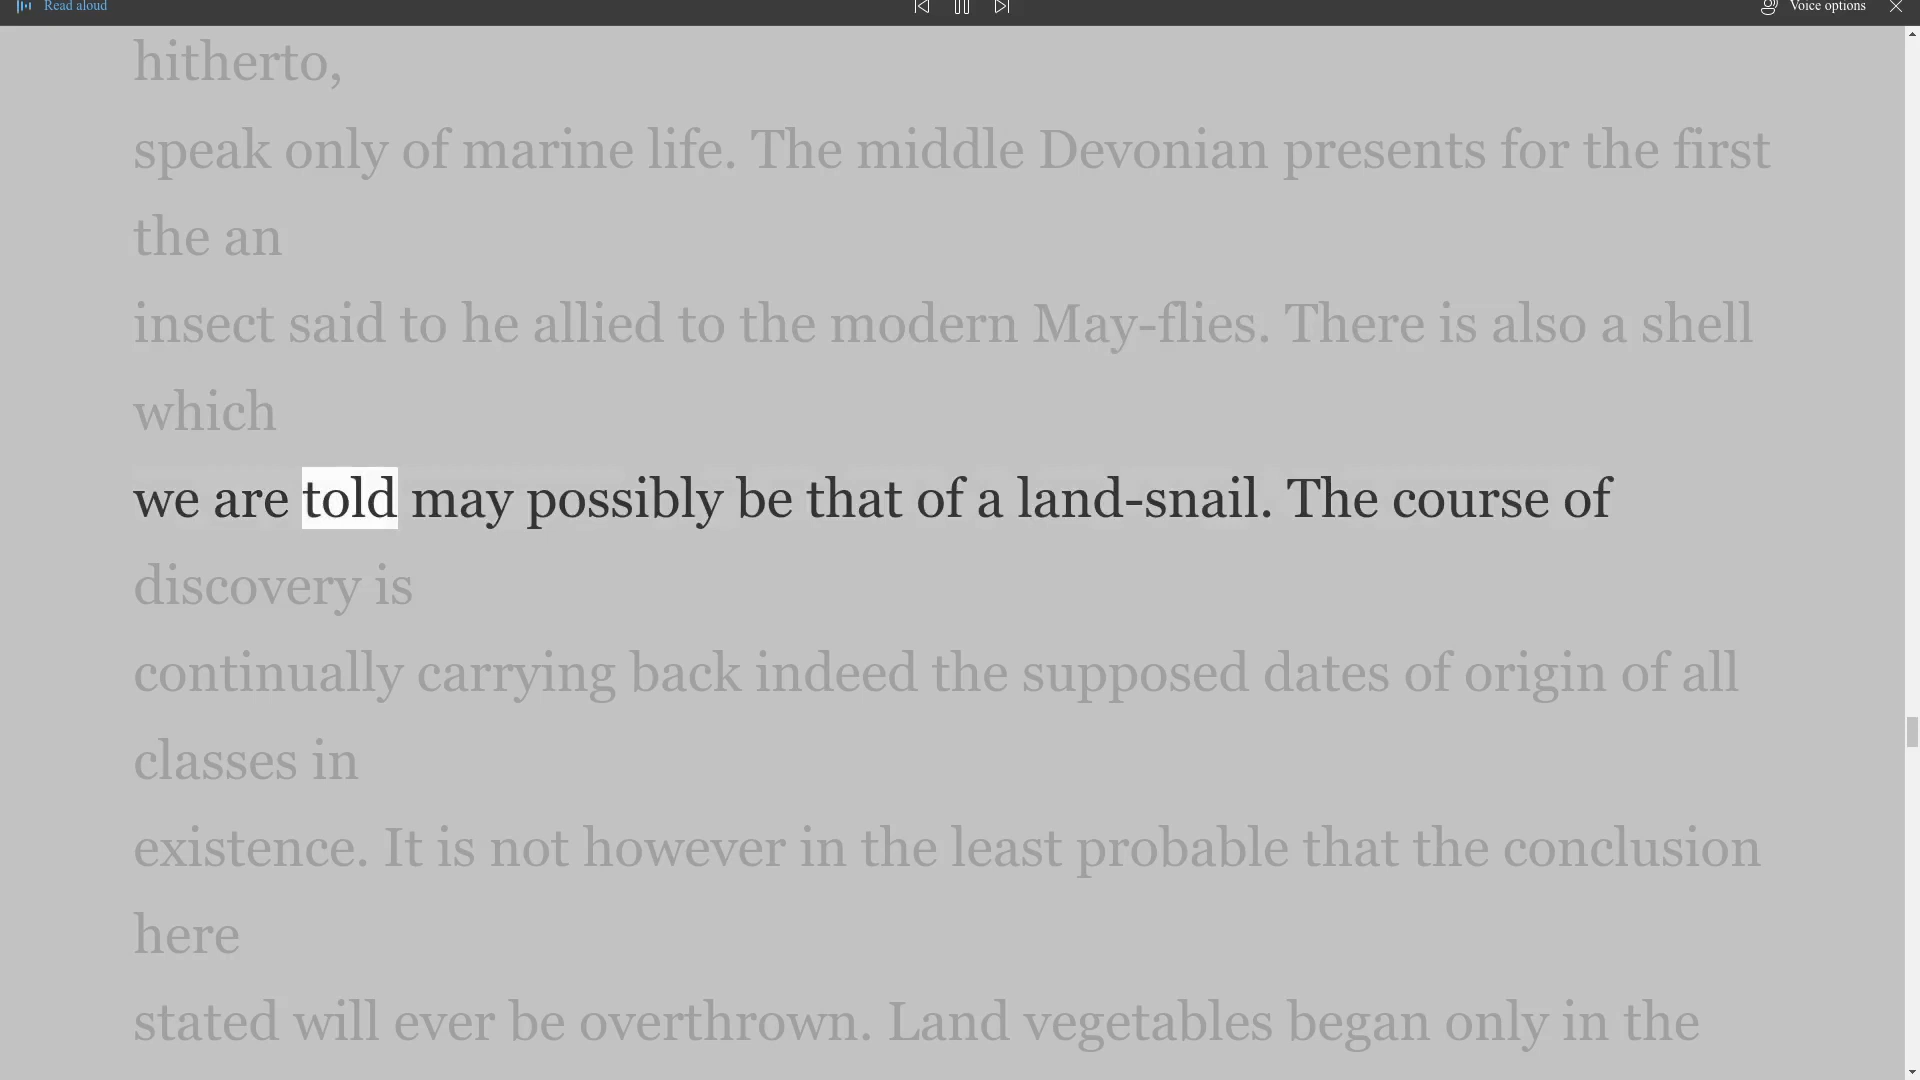 Read aloud
Voice options
hitherto,
speak only of marine life. The middle Devonian presents for the first
the an
insect said to he allied to the modern May-flies. There is also a shell
which
we are told may possibly be that of a land-snail. The course of
discovery is
continually carrying back indeed the supposed dates of origin of all
classes in
existence. It is not however in the least probable that the conclusion
here
stated will ever be overthrown. Land vegetables began only in the